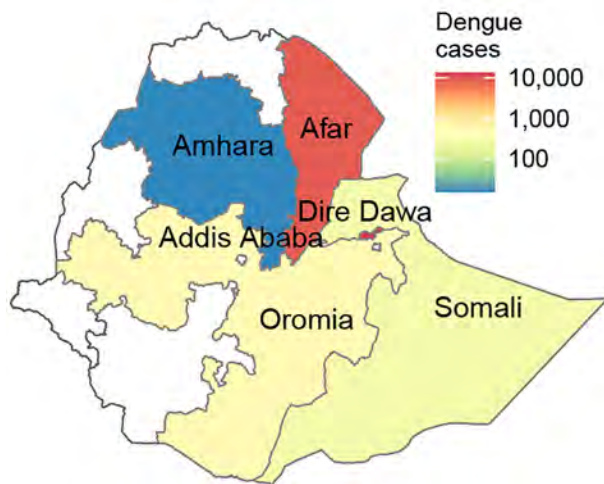 Dengue
cases
10,000
1,000
100
Afar
Amhara
Dire Dawa
Addis Ababa
Somali
Oromia